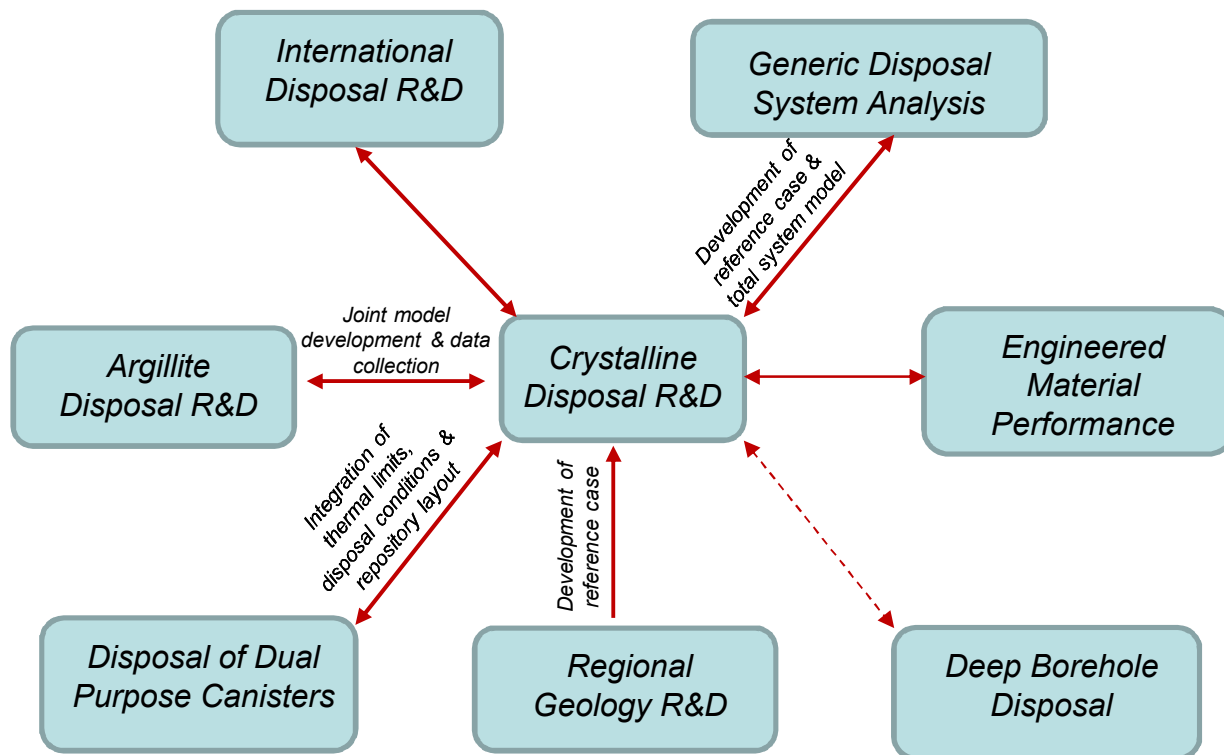 International
Disposal R&D
Generic Disposal
System Analysis
Development of
reference case &
total system model
Argillite
Disposal R&D
Joint model
development & data
collection
Crystalline
Disposal R&D
Engineered
Material
Performance
Integration of
thermal limits,
disposal conditions &
repository layout
Development of
reference case
Disposal of Dual
Purpose Canisters
Regional
Geology R&D
Deep Borehole
Disposal